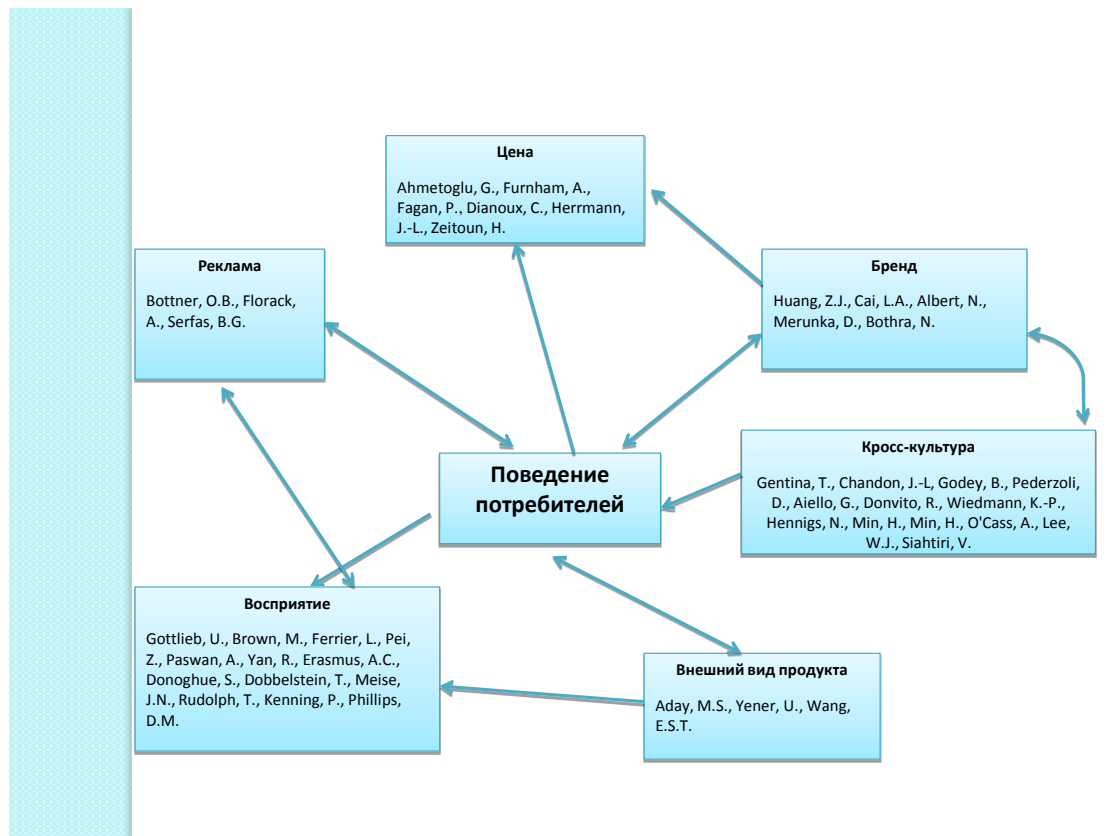 Цена
Ahmetoglu, G., Furnham, A.,
Fagan, P., Dianoux, C., Herrmann,
J.-L., Zeitoun, H.
Реклама
Bottner, O.B., Florack,
A., Serfas, B.G.
Бренд
Huang, Z.J., Cai, L.A., Albert, N.,
Merunka, D., Bothra, N.
Поведение
потребителей
Кросс-культура
Gentina, T., Chandon, J.-L, Godey, B., Pederzoli,
D., Aiello, G., Donvito, R., Wiedmann, K.-P.,
Hennigs, N., Min, H., Min, H., O'Cass, A., Lee,
W.J., Siahtiri, V.
Восприятие
Gottlieb, U., Brown, M., Ferrier, L., Pei,
Z., Paswan, A., Yan, R., Erasmus, A.C.,
Donoghue, S., Dobbelstein, T., Meise,
J.N., Rudolph, T., Kenning, P., Phillips,
D.M.
Внешний вид продукта
Aday, M.S., Yener, U., Wang,
E.S.T.